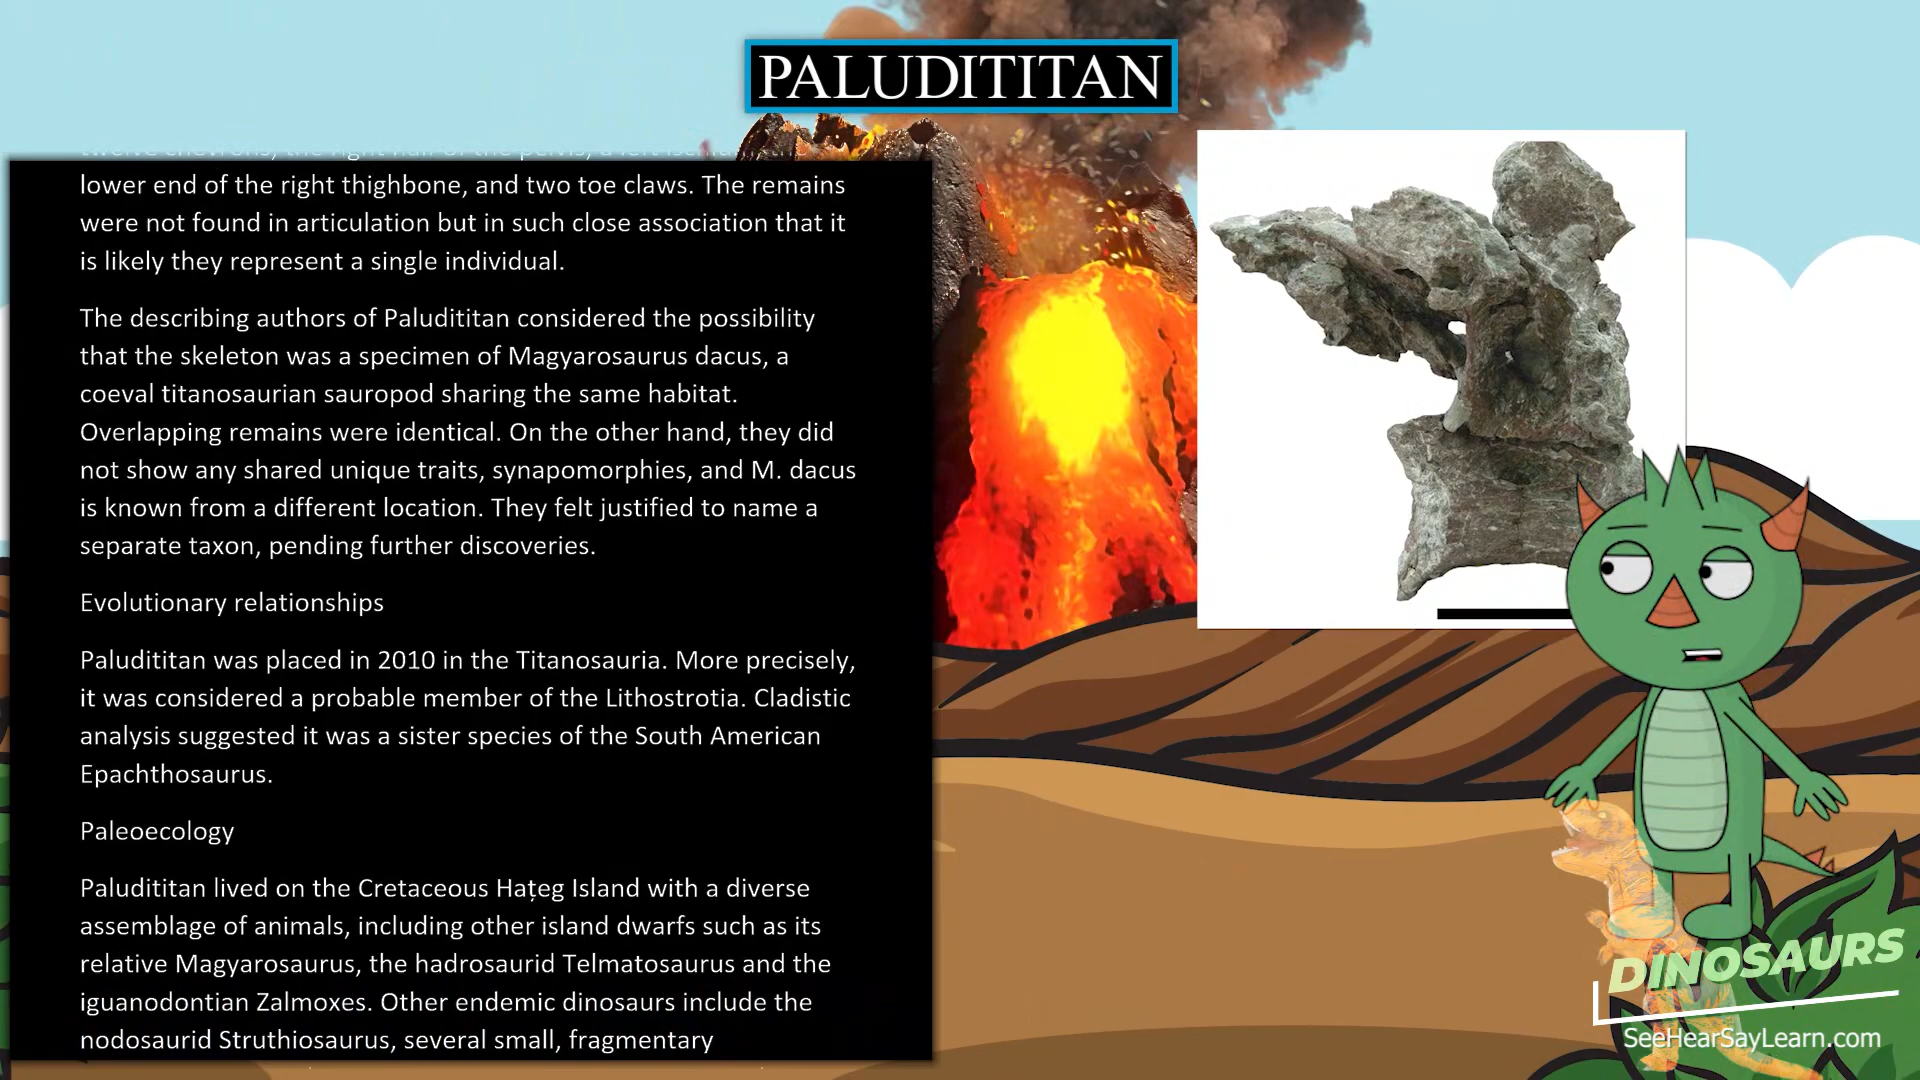 PALUDITITAN
lower end of the right thighbone, and two toe claws. The remains
were not found in articulation but in such close association that it
is likely they represent a single individual.
The describing authors of Paludititan considered the possibility
that the skeleton was a specimen of Magyarosaurus dacus, a
coeval titanosaurian sauropod sharing the same habitat.
Overlapping remains were identical. On the other hand, they did
not show any shared unique traits, synapomorphies, and M. dacus
is known from a different location. They felt justified to name a
separate taxon, pending further discoveries.
Evolutionary relationships
Paludititan was placed in 2010 in the Titanosauria. More precisely,
it was considered a probable member of the Lithostrotia. Cladistic
analysis suggested it was a sister species of the South American
Epachthosaurus.
Paleoecology
Paludititan lived on the Cretaceous Hațeg Island with a diverse
assemblage of animals, including other island dwarfs such as its
relative Magyarosaurus, the hadrosaurid Telmatosaurus and the
iguanodontian Zalmoxes. Other endemic dinosaurs include the
nodosaurid Struthiosaurus, several small, fragmentary
DINOSAURS
SeeHearSayLearn.com